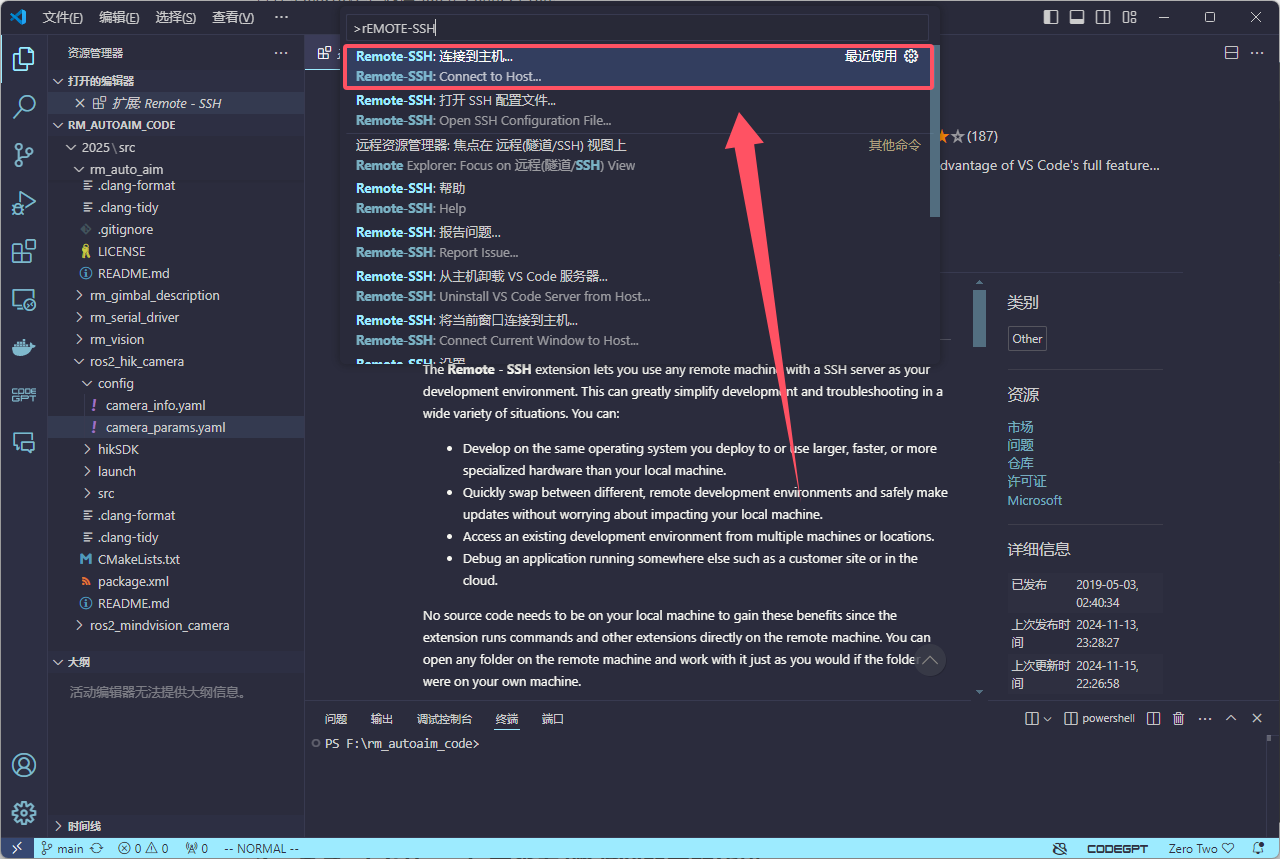 文件(F) 编辑(E) 选择(S) 查看(V) ···
>rEMOTE-SSH
Remote-SSH: 连接到主机... 最近使用
Remote-SSH: Connect to Host...
Remote-SSH: 打开 SSH 配置文件...
Remote-SSH: Open SSH Configuration File...
远程资源管理器: 焦点在 远程(隧道/SSH) 视图上 其他命令
Remote Explorer: Focus on 远程(隧道/SSH) View
Remote-SSH: 帮助
Remote-SSH: Help
Remote-SSH: 报告问题...
Remote-SSH: Report Issue...
Remote-SSH: 从主机卸载 VS Code 服务器...
Remote-SSH: Uninstall VS Code Server from Host...
Remote-SSH: 将当前窗口连接到主机...
Remote-SSH: Connect Current Window to Host...
Remote-SSH: 设置
资源管理器 ···
打开的编辑器
扩展: Remote - SSH
RM_AUTOAIM_CODE
2025\src
rm_auto_aim
.clang-format
.clang-tidy
.gitignore
LICENSE
README.md
rm_gimbal_description
rm_serial_driver
rm_vision
ros2_hik_camera
config
! camera_info.yaml
! camera_params.yaml
hikSDK
launch
src
.clang-format
.clang-tidy
CMakeLists.txt
package.xml
README.md
ros2_mindvision_camera
大纲
活动编辑器无法提供大纲信息。
时间线
(187)
dvantage of VS Code's full feature...
The Remote - SSH extension lets you use any remote machine with a SSH server as your
development environment. This can greatly simplify development and troubleshooting in a
wide variety of situations. You can:
• Develop on the same operating system you deploy to or use larger, faster, or more
specialized hardware than your local machine.
• Quickly swap between different, remote development environments and safely make
updates without worrying about impacting your local machine.
• Access an existing development environment from multiple machines or locations.
• Debug an application running somewhere else such as a customer site or in the
cloud.
No source code needs to be on your local machine to gain these benefits since the
extension runs commands and other extensions directly on the remote machine. You can
open any folder on the remote machine and work with it just as you would if the folder
were on your own machine.
类别
Other
资源
市场
问题
仓库
许可证
Microsoft
详细信息
已发布 2019-05-03,
02:40:34
上次发布时 2024-11-13,
间 23:28:27
上次更新时 2024-11-15,
间 22:26:58
问题 输出 调试控制台 终端 端口 powershell ···
PS F:\rm_autoaim_code>
main 0 0 0 -- NORMAL -- CODEGPT Zero Two ♡